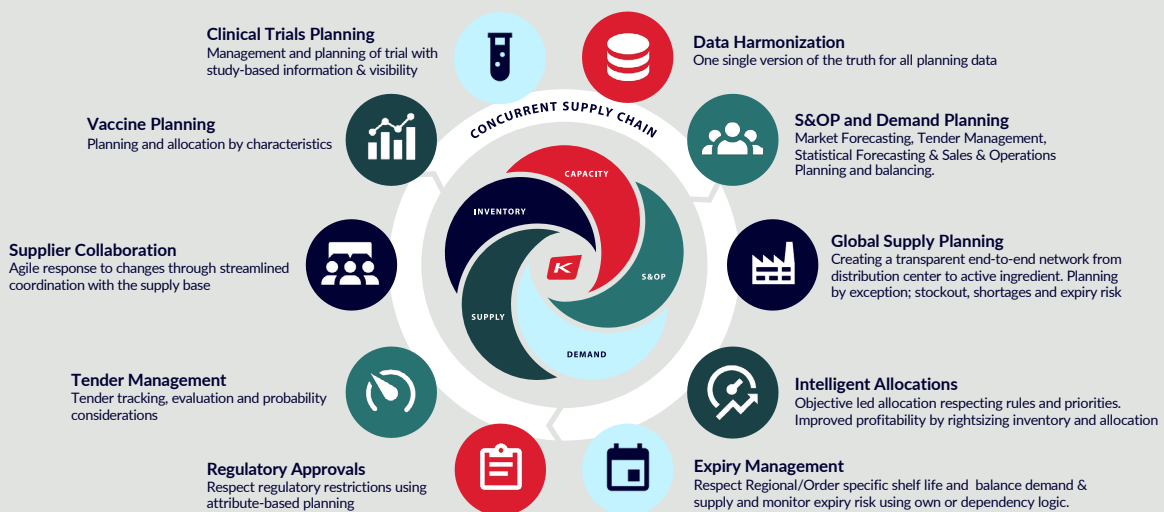 Clinical Trials Planning
Management and planning of trial with
study-based information & visibility
Data Harmonization
One single version of the truth for all planning data
Vaccine Planning
Planning and allocation by characteristics
S&OP and Demand Planning
Market Forecasting, Tender Management,
Statistical Forecasting & Sales & Operations
Planning and balancing.
Supplier Collaboration
Agile response to changes through streamlined
coordination with the supply base
Global Supply Planning
Creating a transparent end-to-end network from
distribution center to active ingredient. Planning
by exception; stockout, shortages and expiry risk
Tender Management
Tender tracking, evaluation and probability
considerations
Intelligent Allocations
Objective led allocation respecting rules and priorities.
Improved profitability by rightsizing inventory and allocation
Regulatory Approvals
Respect regulatory restrictions using
attribute-based planning
Expiry Management
Respect Regional/Order specific shelf life and balance demand &
supply and monitor expiry risk using own or dependency logic.
CONCURRENT SUPPLY CHAIN
CAPACITY
INVENTORY
S&OP
SUPPLY
DEMAND
K